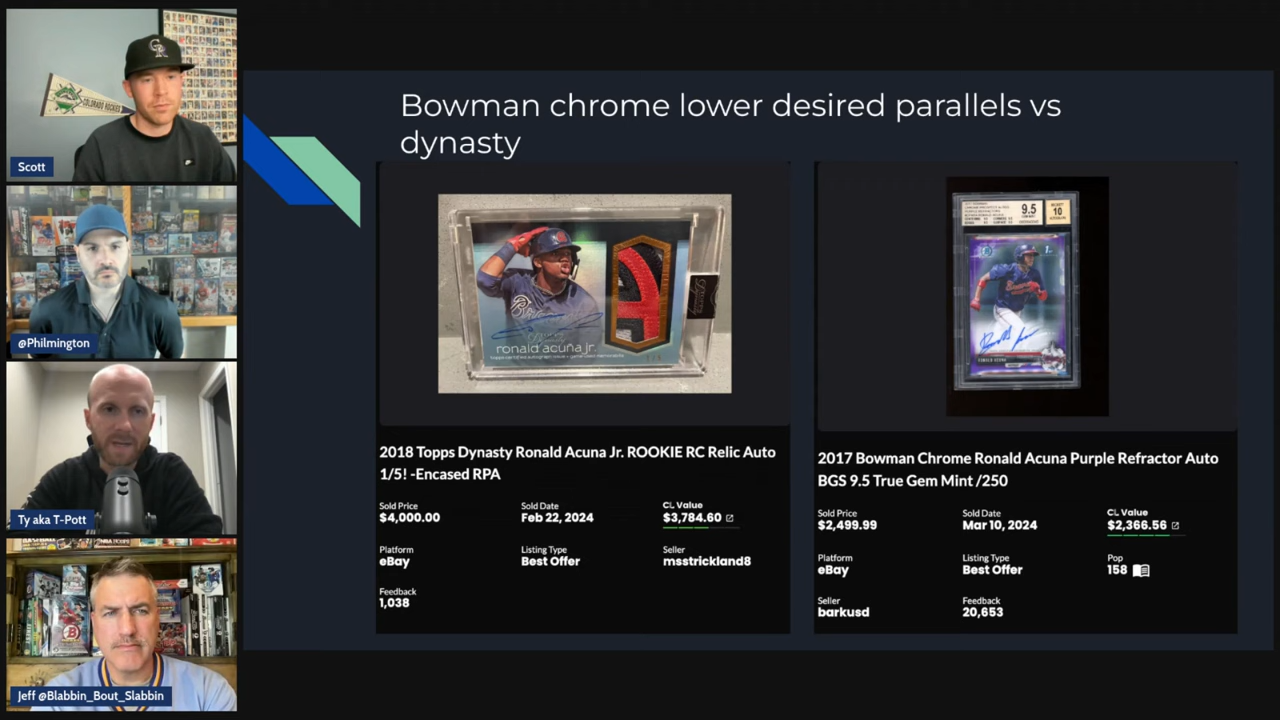 Bowman chrome lower desired parallels vs
dynasty
COLORADO ROCKIES
CR
Scott
@Philmington
Ty aka T-Pott
Jeff @Blabbin_Bout_Slabbin
ronald acuña jr.
2018 Topps Dynasty Ronald Acuna Jr. ROOKIE RC Relic Auto
1/5! -Encased RPA
Sold Price
$4,000.00
Sold Date
Feb 22, 2024
CL Value
$3,784.60
Platform
eBay
Listing Type
Best Offer
Seller
msstrickland8
Feedback
1,038
9.5
10
RONALD ACUNA
2017 Bowman Chrome Ronald Acuna Purple Refractor Auto
BGS 9.5 True Gem Mint /250
Sold Price
$2,499.99
Sold Date
Mar 10, 2024
CL Value
$2,366.56
Platform
eBay
Listing Type
Best Offer
Pop
158
Seller
barkusd
Feedback
20,653